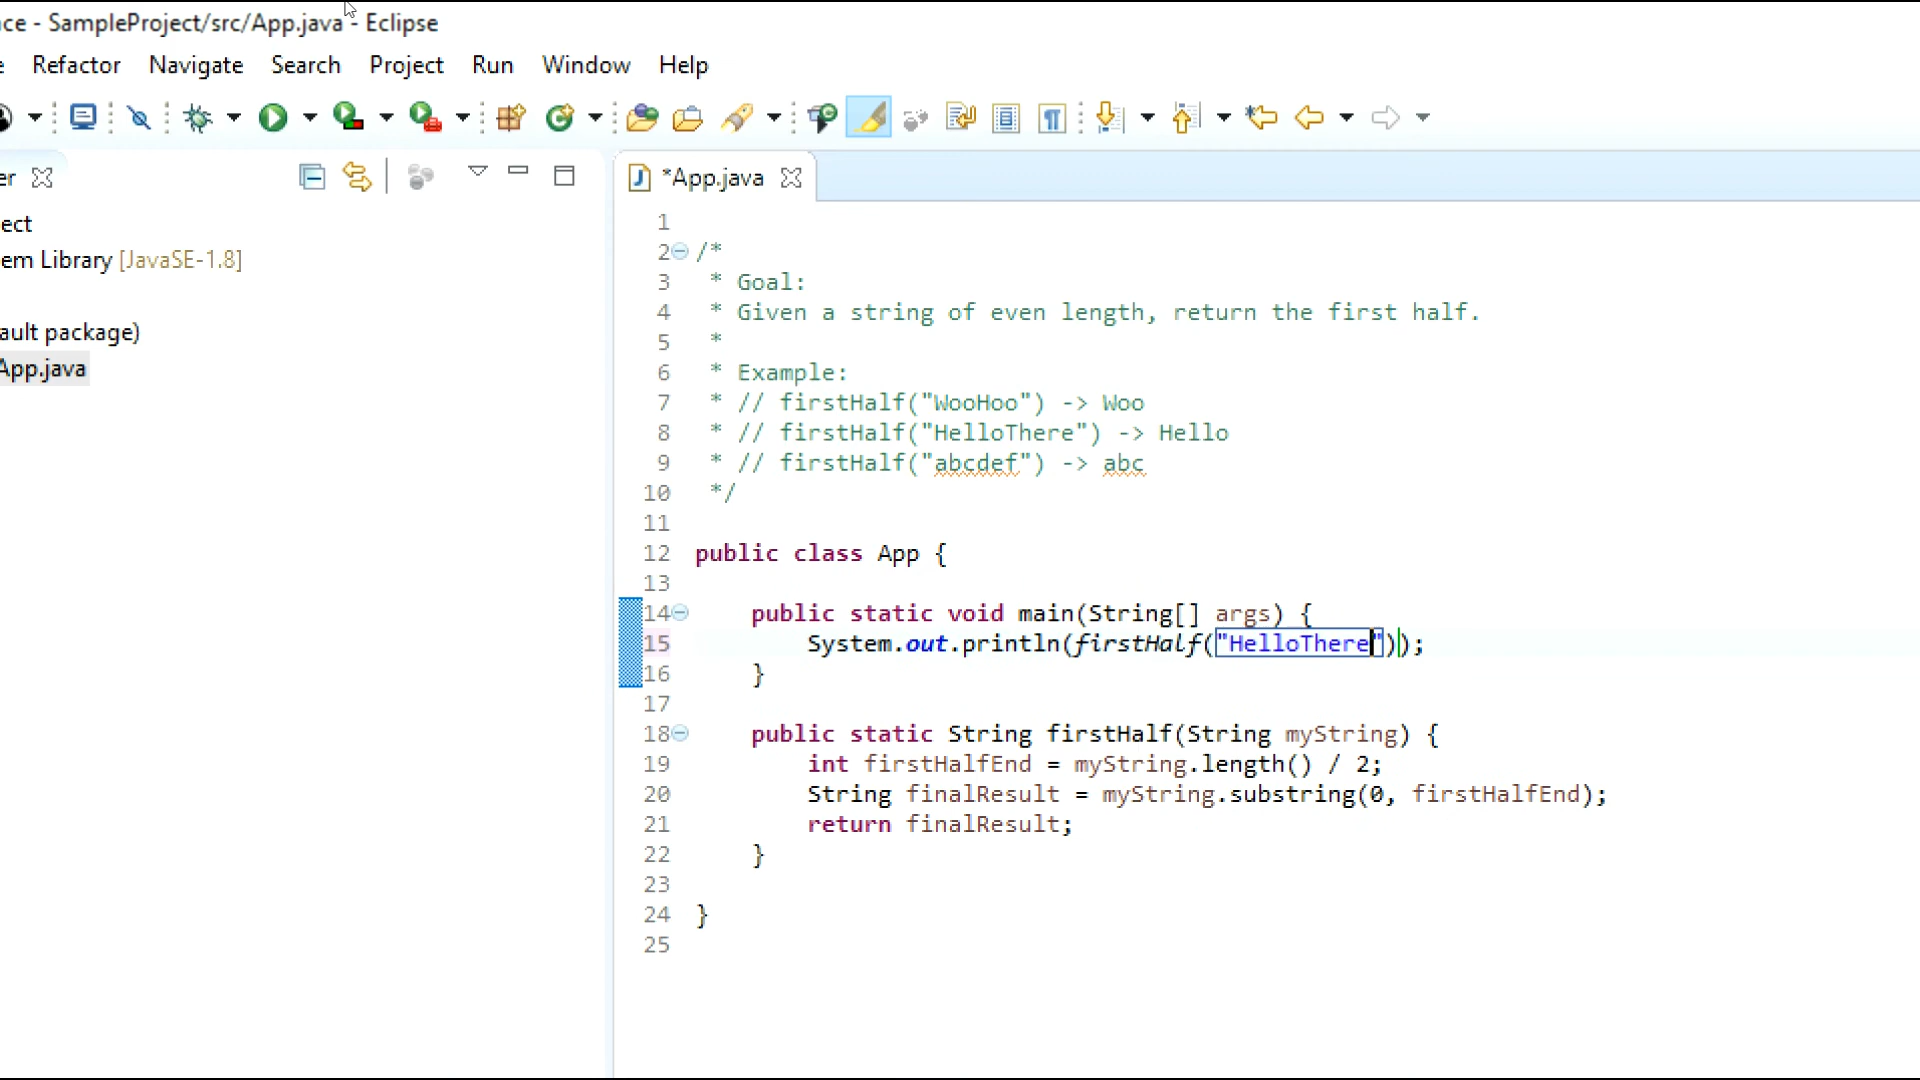 ce - SampleProject/src/App.java - Eclipse
Refactor Navigate Search Project Run Window Help
er
*App.java
ect
em Library [JavaSE-1.8]
ault package)
App.java
1
2 /*
3  * Goal:
4  * Given a string of even length, return the first half.
5  *
6  * Example:
7  * // firstHalf("WooHoo") -> Woo
8  * // firstHalf("HelloThere") -> Hello
9  * // firstHalf("abcdef") -> abc
10  */
11
12 public class App {
13
14     public static void main(String[] args) {
15         System.out.println(firstHalf("HelloThere"));
16     }
17
18     public static String firstHalf(String myString) {
19         int firstHalfEnd = myString.length() / 2;
20         String finalResult = myString.substring(0, firstHalfEnd);
21         return finalResult;
22     }
23
24 }
25